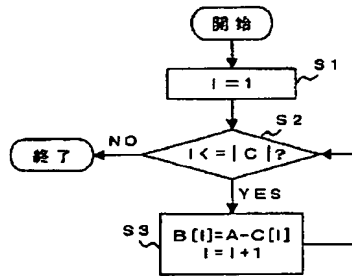 開始
S1
I=1
S2
NO
I<=|C|?
終了
YES
S3
B[I]=A-C[I]
I=I+1